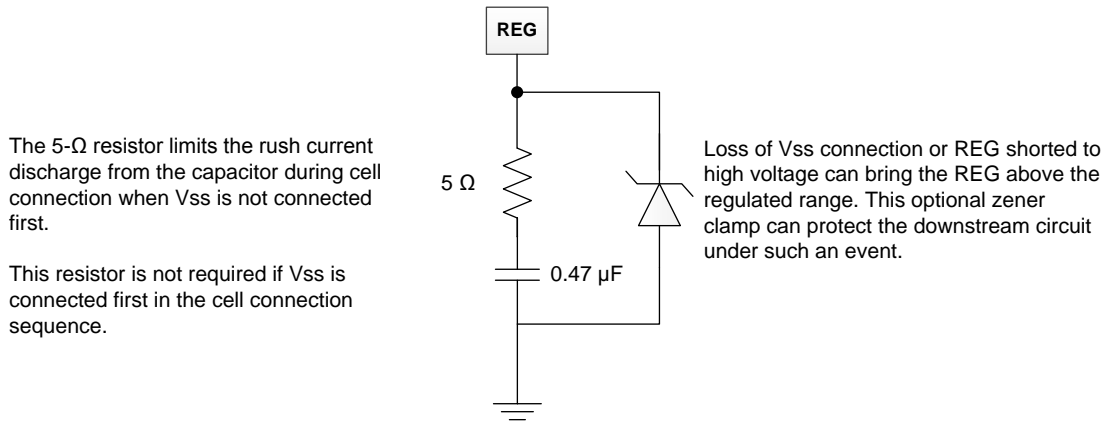 REG
The 5-Ω resistor limits the rush current
discharge from the capacitor during cell
connection when Vss is not connected
first.
This resistor is not required if Vss is
connected first in the cell connection
sequence.
5 Ω
0.47 µF
Loss of Vss connection or REG shorted to
high voltage can bring the REG above the
regulated range. This optional zener
clamp can protect the downstream circuit
under such an event.